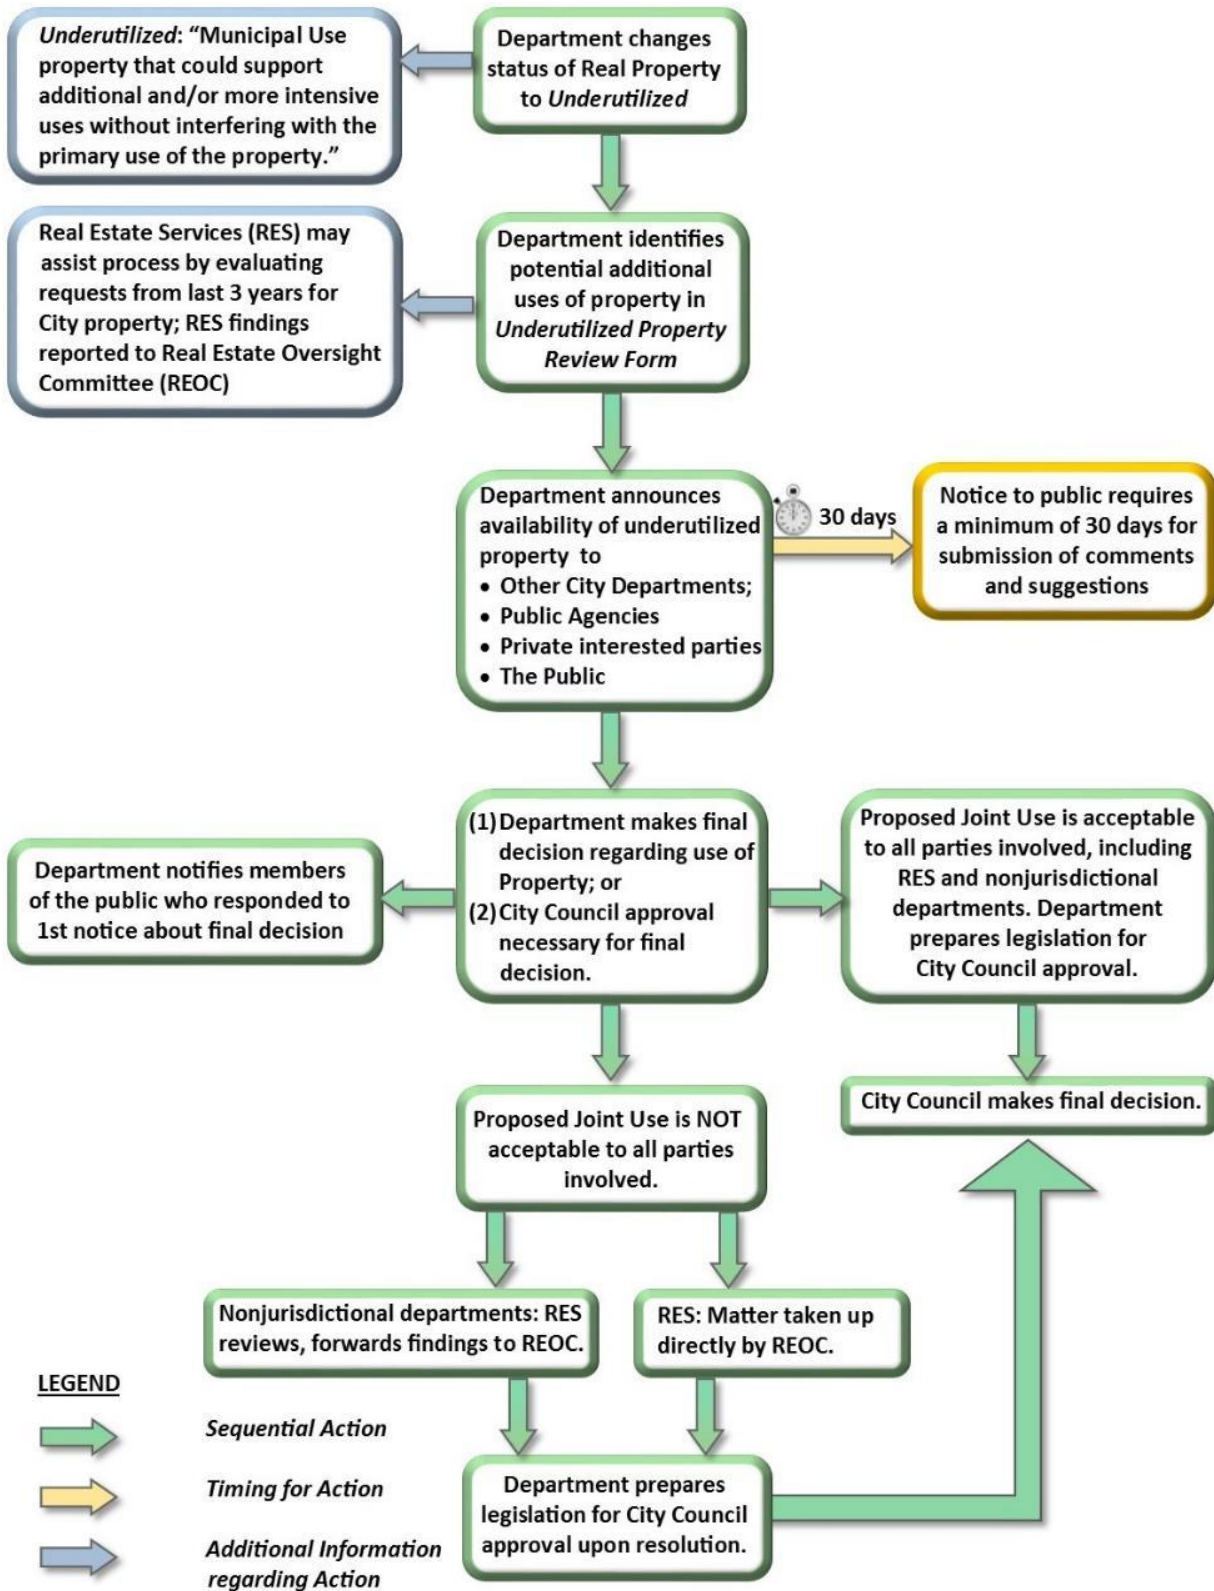 Underutilized: “Municipal Use
property that could support
additional and/or more intensive
uses without interfering with the
primary use of the property.”
Department changes
status of Real Property
to Underutilized
Real Estate Services (RES) may
assist process by evaluating
requests from last 3 years for
City property; RES findings
reported to Real Estate Oversight
Committee (REOC)
Department identifies
potential additional
uses of property in
Underutilized Property
Review Form
Department announces
availability of underutilized
property to
• Other City Departments;
• Public Agencies
• Private interested parties
• The Public
30 days
Notice to public requires
a minimum of 30 days for
submission of comments
and suggestions
Department notifies members
of the public who responded to
1st notice about final decision
(1) Department makes final
decision regarding use of
Property; or
(2) City Council approval
necessary for final
decision.
Proposed Joint Use is acceptable
to all parties involved, including
RES and nonjurisdictional
departments. Department
prepares legislation for
City Council approval.
City Council makes final decision.
Proposed Joint Use is NOT
acceptable to all parties
involved.
Nonjurisdictional departments: RES
reviews, forwards findings to REOC.
RES: Matter taken up
directly by REOC.
Department prepares
legislation for City Council
approval upon resolution.
LEGEND
Sequential Action
Timing for Action
Additional Information
regarding Action